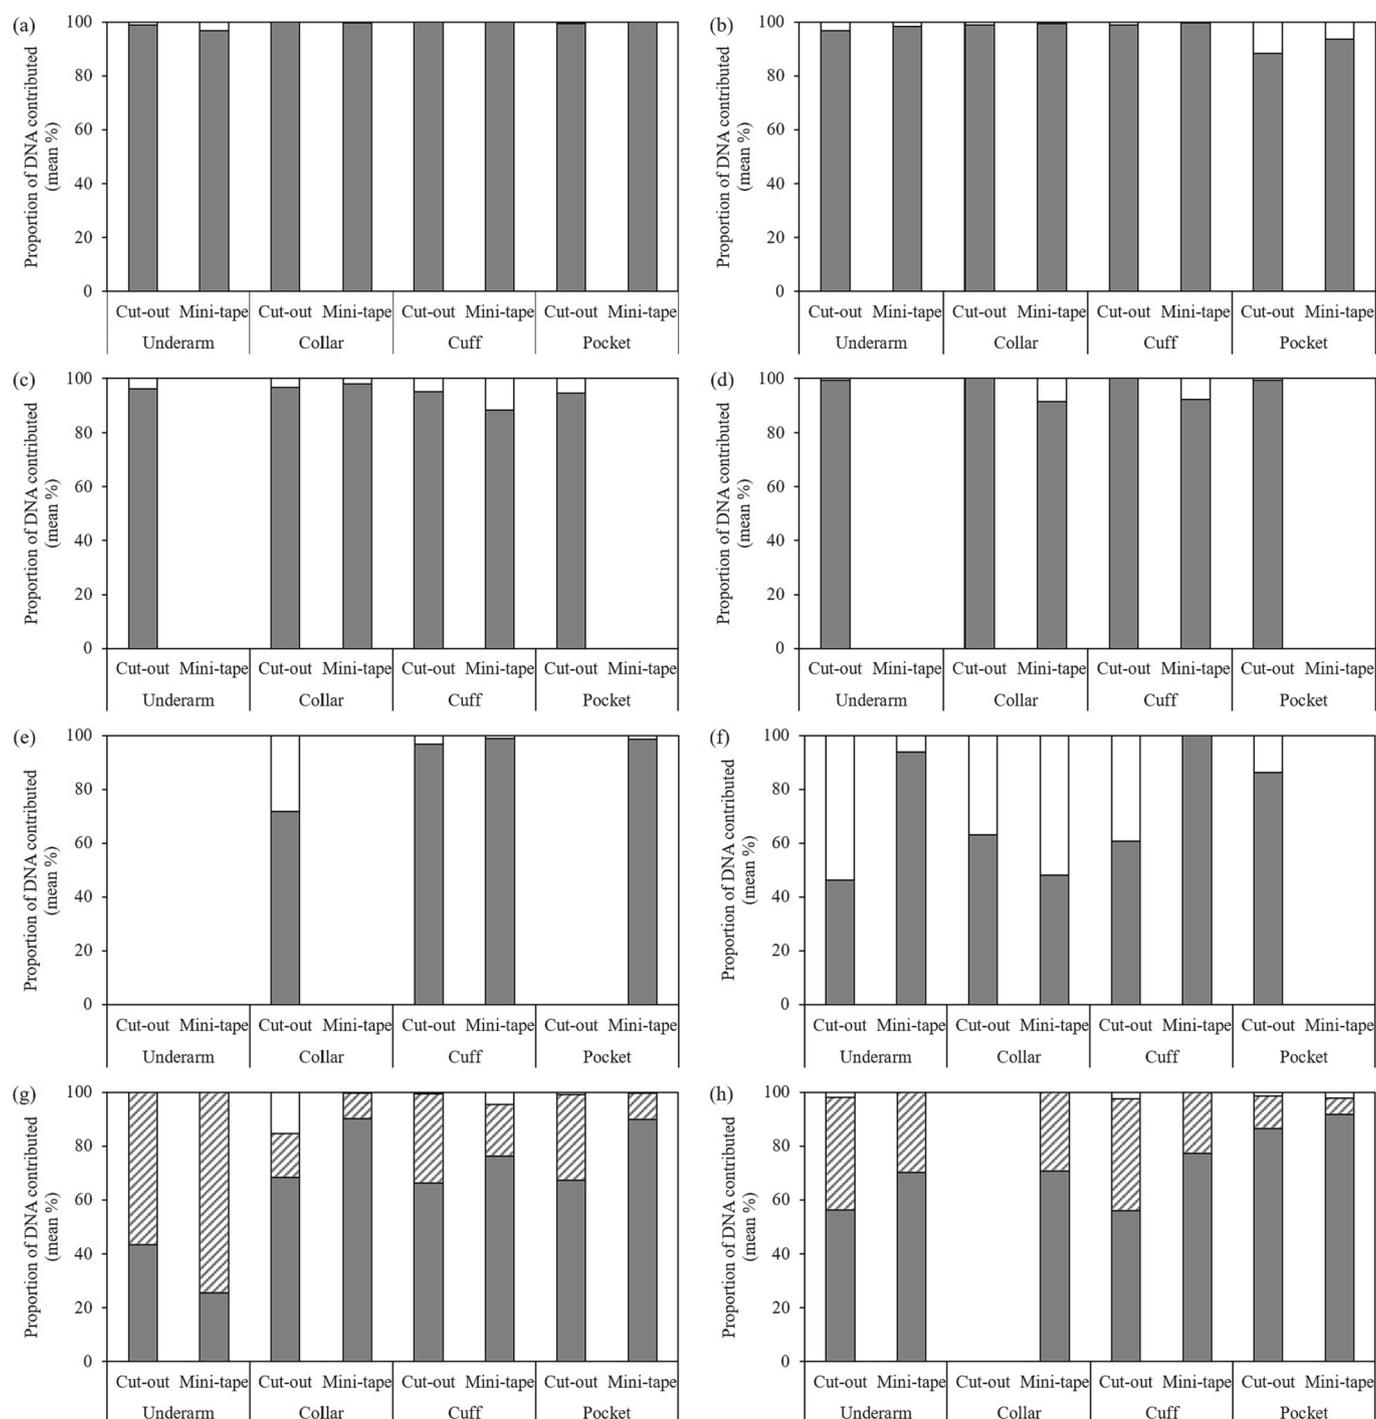 (a)
Proportion of DNA contributed
(mean %)
100
80
60
40
20
0
Cut-out Mini-tape Cut-out Mini-tape Cut-out Mini-tape Cut-out Mini-tape
Underarm Collar Cuff Pocket
(b)
Proportion of DNA contributed
(mean %)
100
80
60
40
20
0
Cut-out Mini-tape Cut-out Mini-tape Cut-out Mini-tape Cut-out Mini-tape
Underarm Collar Cuff Pocket
(c)
Proportion of DNA contributed
(mean %)
100
80
60
40
20
0
Cut-out Mini-tape Cut-out Mini-tape Cut-out Mini-tape Cut-out Mini-tape
Underarm Collar Cuff Pocket
(d)
Proportion of DNA contributed
(mean %)
100
80
60
40
20
0
Cut-out Mini-tape Cut-out Mini-tape Cut-out Mini-tape Cut-out Mini-tape
Underarm Collar Cuff Pocket
(e)
Proportion of DNA contributed
(mean %)
100
80
60
40
20
0
Cut-out Mini-tape Cut-out Mini-tape Cut-out Mini-tape Cut-out Mini-tape
Underarm Collar Cuff Pocket
(f)
Proportion of DNA contributed
(mean %)
100
80
60
40
20
0
Cut-out Mini-tape Cut-out Mini-tape Cut-out Mini-tape Cut-out Mini-tape
Underarm Collar Cuff Pocket
(g)
Proportion of DNA contributed
(mean %)
100
80
60
40
20
0
Cut-out Mini-tape Cut-out Mini-tape Cut-out Mini-tape Cut-out Mini-tape
Underarm Collar Cuff Pocket
(h)
Proportion of DNA contributed
(mean %)
100
80
60
40
20
0
Cut-out Mini-tape Cut-out Mini-tape Cut-out Mini-tape Cut-out Mini-tape
Underarm Collar Cuff Pocket